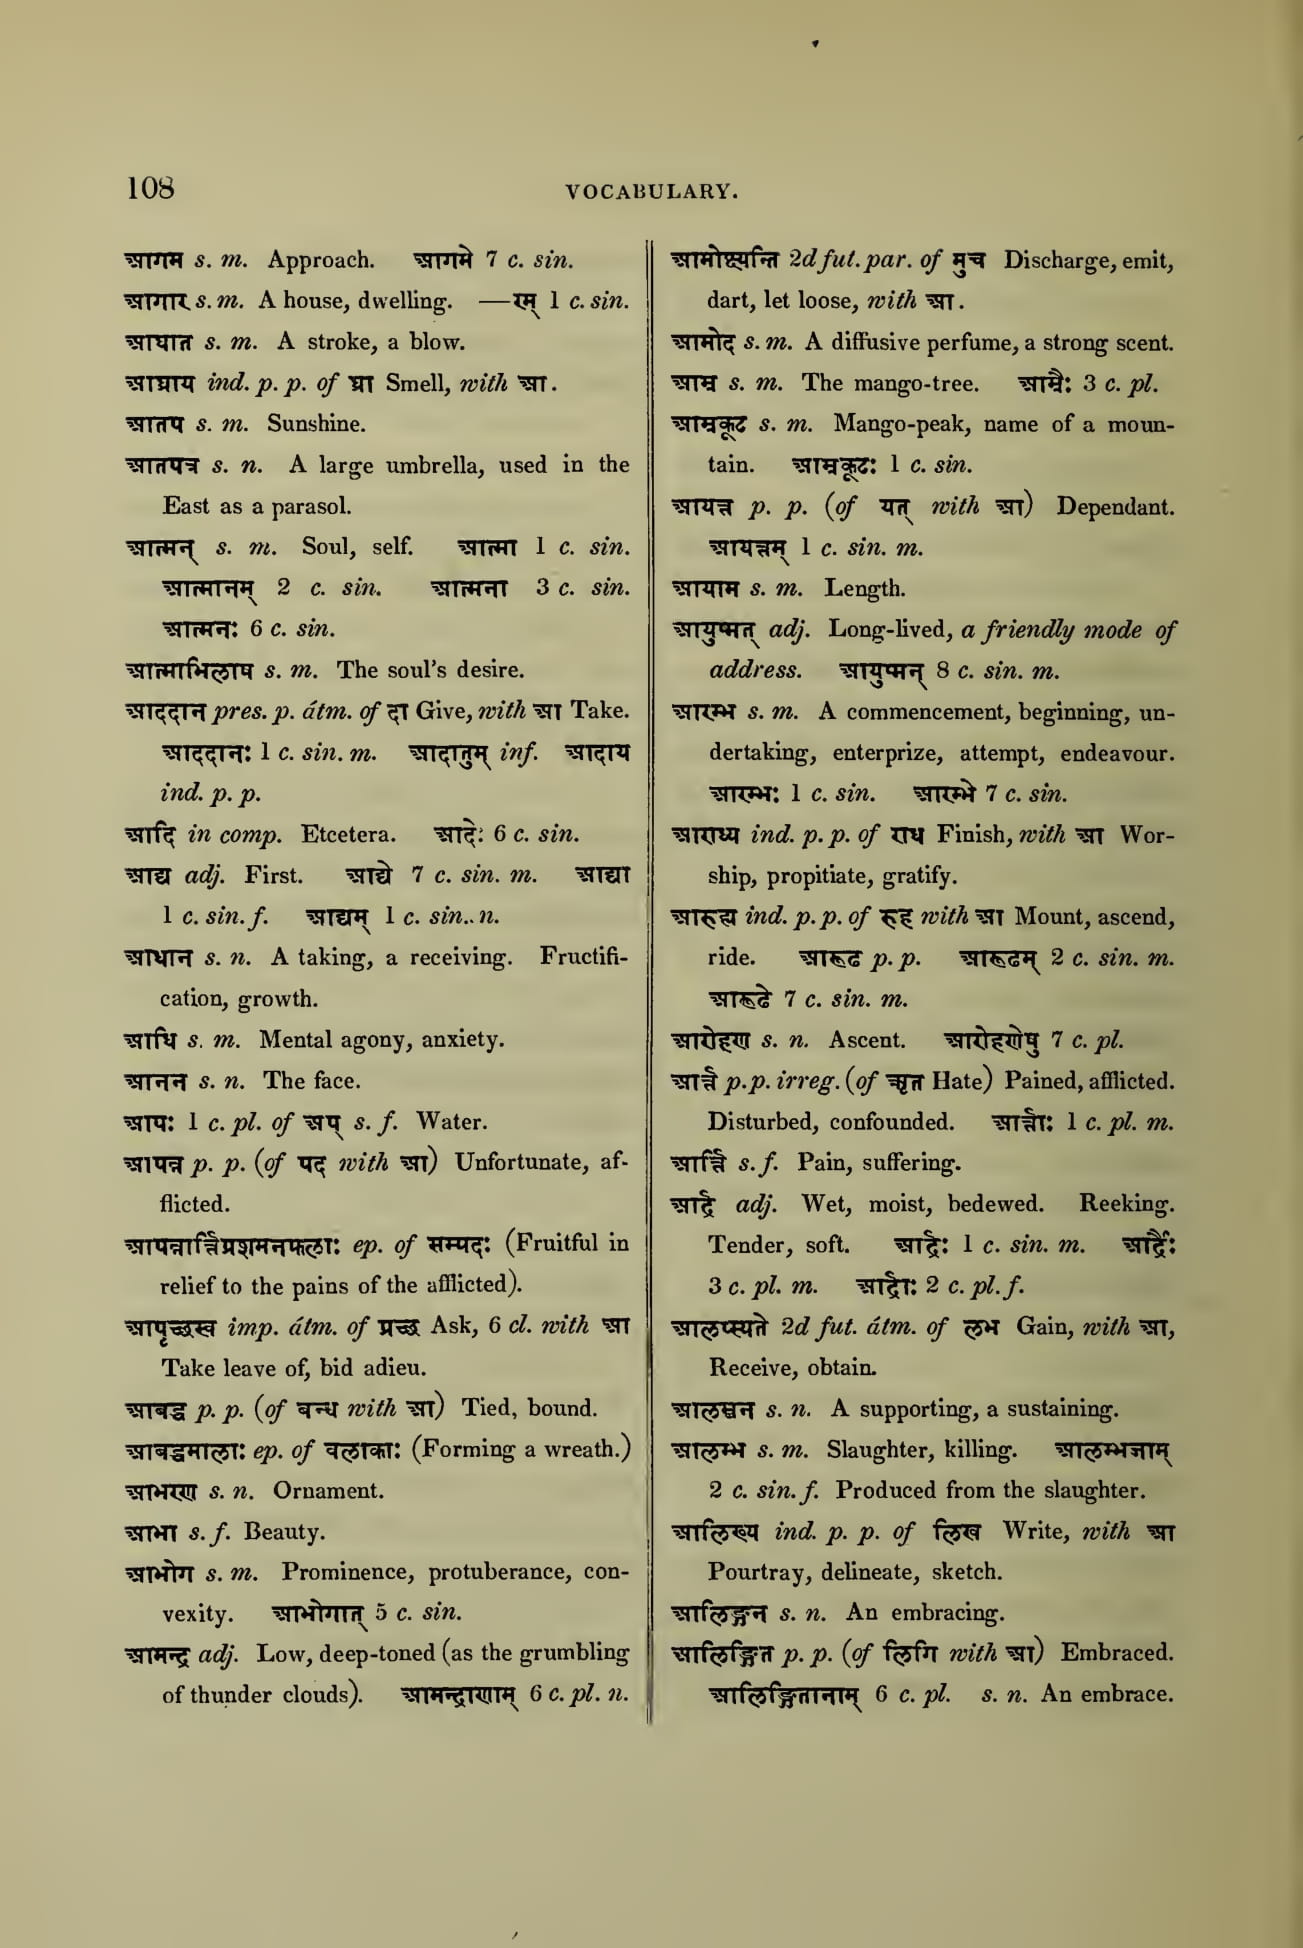 108
VOCABULARY.
आगम s. m. Approach. आगमे 7 c. sin.
आगार s. m. A house, dwelling. —रम् 1 c. sin.
आघात s. m. A stroke, a blow.
आघ्राय ind. p. p. of घ्रा Smell, with आ.
आतप s. m. Sunshine.
आतपत्र s. n. A large umbrella, used in the
East as a parasol.
आत्मन् s. m. Soul, self. आत्मा 1 c. sin.
आत्मानम् 2 c. sin. आत्मना 3 c. sin.
आत्मनः 6 c. sin.
आत्माभिलाष s. m. The soul's desire.
आददान pres. p. átm. of दा Give, with आ Take.
आददानः 1 c. sin. m. आदातुम् inf. आदाय
ind. p. p.
आदि in comp. Etcetera. आदेः 6 c. sin.
आद्य adj. First. आद्ये 7 c. sin. m. आद्या
1 c. sin. f. आद्यम् 1 c. sin. n.
आधान s. n. A taking, a receiving. Fructifi-
cation, growth.
आधि s. m. Mental agony, anxiety.
आनन s. n. The face.
आपः 1 c. pl. of अप् s. f. Water.
आपन्न p. p. (of पद with आ) Unfortunate, af-
flicted.
आपन्नार्त्तिप्रशमनफलाः ep. of सम्पदः (Fruitful in
relief to the pains of the afflicted).
आपृच्छस्व imp. átm. of प्रच्छ Ask, 6 cl. with आ
Take leave of, bid adieu.
आबद्ध p. p. (of बन्ध with आ) Tied, bound.
आबद्धमालाः ep. of वलाकाः (Forming a wreath.)
आभरण s. n. Ornament.
आभा s. f. Beauty.
आभोग s. m. Prominence, protuberance, con-
vexity. आभोगात् 5 c. sin.
आमन्द्र adj. Low, deep-toned (as the grumbling
of thunder clouds). आमन्द्राणाम् 6 c. pl. n.
आमोक्ष्यन्ति 2d fut. par. of मुच Discharge, emit,
dart, let loose, with आ.
आमोद s. m. A diffusive perfume, a strong scent.
आम्र s. m. The mango-tree. आम्रैः 3 c. pl.
आम्रकूट s. m. Mango-peak, name of a moun-
tain. आम्रकूटः 1 c. sin.
आयत्त p. p. (of यत् with आ) Dependant.
आयत्तम् 1 c. sin. m.
आयाम s. m. Length.
आयुष्मत् adj. Long-lived, a friendly mode of
address. आयुष्मन् 8 c. sin. m.
आरम्भ s. m. A commencement, beginning, un-
dertaking, enterprize, attempt, endeavour.
आरम्भः 1 c. sin. आरम्भे 7 c. sin.
आराध्य ind. p. p. of राध Finish, with आ Wor-
ship, propitiate, gratify.
आरुह्य ind. p. p. of रुह with आ Mount, ascend,
ride. आरूढ p. p. आरूढम् 2 c. sin. m.
आरूढे 7 c. sin. m.
आरोहण s. n. Ascent. आरोहणेषु 7 c. pl.
आर्त्त p. p. irreg. (of ऋत Hate) Pained, afflicted.
Disturbed, confounded. आर्त्ताः 1 c. pl. m.
आर्त्ति s. f. Pain, suffering.
आर्द्र adj. Wet, moist, bedewed. Reeking.
Tender, soft. आर्द्रः 1 c. sin. m. आर्द्रैः
3 c. pl. m. आर्द्राः 2 c. pl. f.
आलप्स्यते 2d fut. átm. of लभ Gain, with आ,
Receive, obtain.
आलम्बन s. n. A supporting, a sustaining.
आलम्भ s. m. Slaughter, killing. आलम्भजाम्
2 c. sin. f. Produced from the slaughter.
आलिख्य ind. p. p. of लिख Write, with आ
Pourtray, delineate, sketch.
आलिङ्गन s. n. An embracing.
आलिङ्गित p. p. (of लिगि with आ) Embraced.
आलिङ्गितानाम् 6 c. pl. s. n. An embrace.